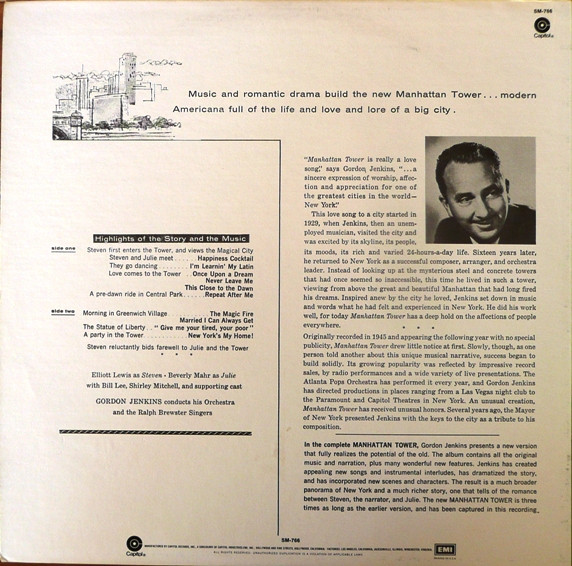 SM-766
Capitol
Music and romantic drama build the new Manhattan Tower... modern
Americana full of the life and love and lore of a big city.
Highlights of the Story and the Music
side one
Steven first enters the Tower, and views the Magical City
Steven and Julie meet . . . . . . Happiness Cocktail
They go dancing . . . . . . . . I'm Learnin' My Latin
Love comes to the Tower . . Once Upon a Dream
Never Leave Me
This Close to the Dawn
A pre-dawn ride in Central Park . . . . . Repeat After Me
side two
Morning in Greenwich Village . . . . . The Magic Fire
Married I Can Always Get
The Statue of Liberty . . "Give me your tired, your poor"
A party in the Tower . . . . . . . . . New York's My Home!
Steven reluctantly bids farewell to Julie and the Tower
* * *
Elliott Lewis as Steven - Beverly Mahr as Julie
with Bill Lee, Shirley Mitchell, and supporting cast
GORDON JENKINS conducts his Orchestra
and the Ralph Brewster Singers
"Manhattan Tower is really a love
song," says Gordon Jenkins, "...a
sincere expression of worship, affec-
tion and appreciation for one of
the greatest cities in the world—
New York."
This love song to a city started in
1929, when Jenkins, then an unem-
ployed musician, visited the city and
was excited by its skyline, its people,
its moods, its rich and varied 24-hours-a-day life. Sixteen years later,
he returned to New York as a successful composer, arranger, and orchestra
leader. Instead of looking up at the mysterious steel and concrete towers
that had once seemed so inaccessible, this time he lived in such a tower,
viewing from above the great and beautiful Manhattan that had long fired
his dreams. Inspired anew by the city he loved, Jenkins set down in music
and words what he had felt and experienced in New York. He did his work
well, for today Manhattan Tower has a deep hold on the affections of people
everywhere.
* * *
Originally recorded in 1945 and appearing the following year with no special
publicity, Manhattan Tower drew little notice at first. Slowly, though, as one
person told another about this unique musical narrative, success began to
build solidly. Its growing popularity was reflected by impressive record
sales, by radio performances and a wide variety of live presentations. The
Atlanta Pops Orchestra has performed it every year, and Gordon Jenkins
has directed productions in places ranging from a Las Vegas night club to
the Paramount and Capitol Theatres in New York. An unusual creation,
Manhattan Tower has received unusual honors. Several years ago, the Mayor
of New York presented Jenkins with the keys to the city as a tribute to his
composition.
In the complete MANHATTAN TOWER, Gordon Jenkins presents a new version
that fully realizes the potential of the old. The album contains all the original
music and narration, plus many wonderful new features. Jenkins has created
appealing new songs and instrumental interludes, has dramatized the story,
and has incorporated new scenes and characters. The result is a much broader
panorama of New York and a much richer story, one that tells of the romance
between Steven, the narrator, and Julie. The new MANHATTAN TOWER is three
times as long as the earlier version, and has been captured in this recording.
SM-766
Capitol
EMI